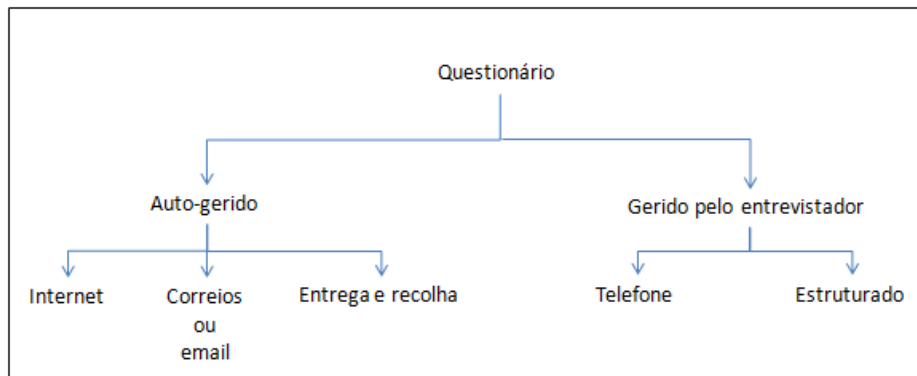 Questionário
Auto-gerido
Gerido pelo entrevistador
Internet
Correios
ou
email
Entrega e recolha
Telefone
Estruturado